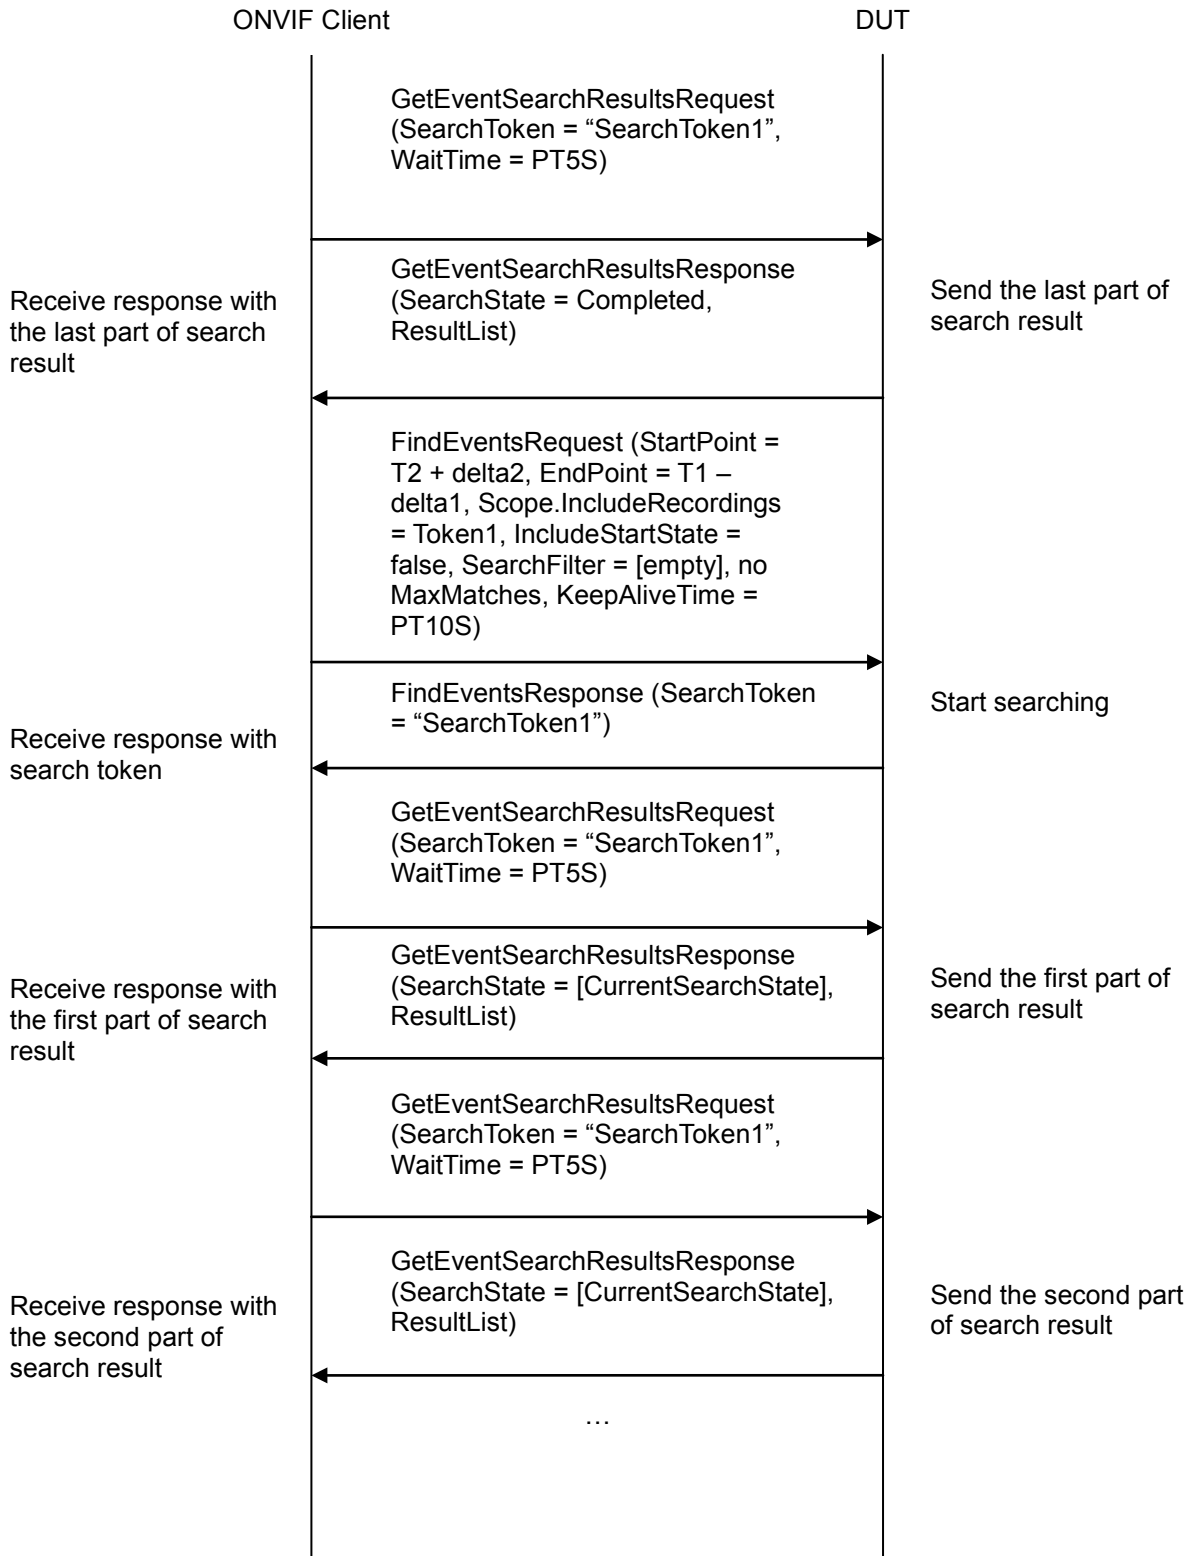 ONVIF Client
DUT
GetEventSearchResultsRequest
(SearchToken = “SearchToken1”,
WaitTime = PT5S)
GetEventSearchResultsResponse
(SearchState = Completed,
ResultList)
Receive response with
the last part of search
result
Send the last part of
search result
FindEventsRequest (StartPoint =
T2 + delta2, EndPoint = T1 –
delta1, Scope.IncludeRecordings
= Token1, IncludeStartState =
false, SearchFilter = [empty], no
MaxMatches, KeepAliveTime =
PT10S)
FindEventsResponse (SearchToken
= “SearchToken1”)
Start searching
Receive response with
search token
GetEventSearchResultsRequest
(SearchToken = “SearchToken1”,
WaitTime = PT5S)
GetEventSearchResultsResponse
(SearchState = [CurrentSearchState],
ResultList)
Receive response with
the first part of search
result
Send the first part of
search result
GetEventSearchResultsRequest
(SearchToken = “SearchToken1”,
WaitTime = PT5S)
GetEventSearchResultsResponse
(SearchState = [CurrentSearchState],
ResultList)
Receive response with
the second part of
search result
Send the second part
of search result
…